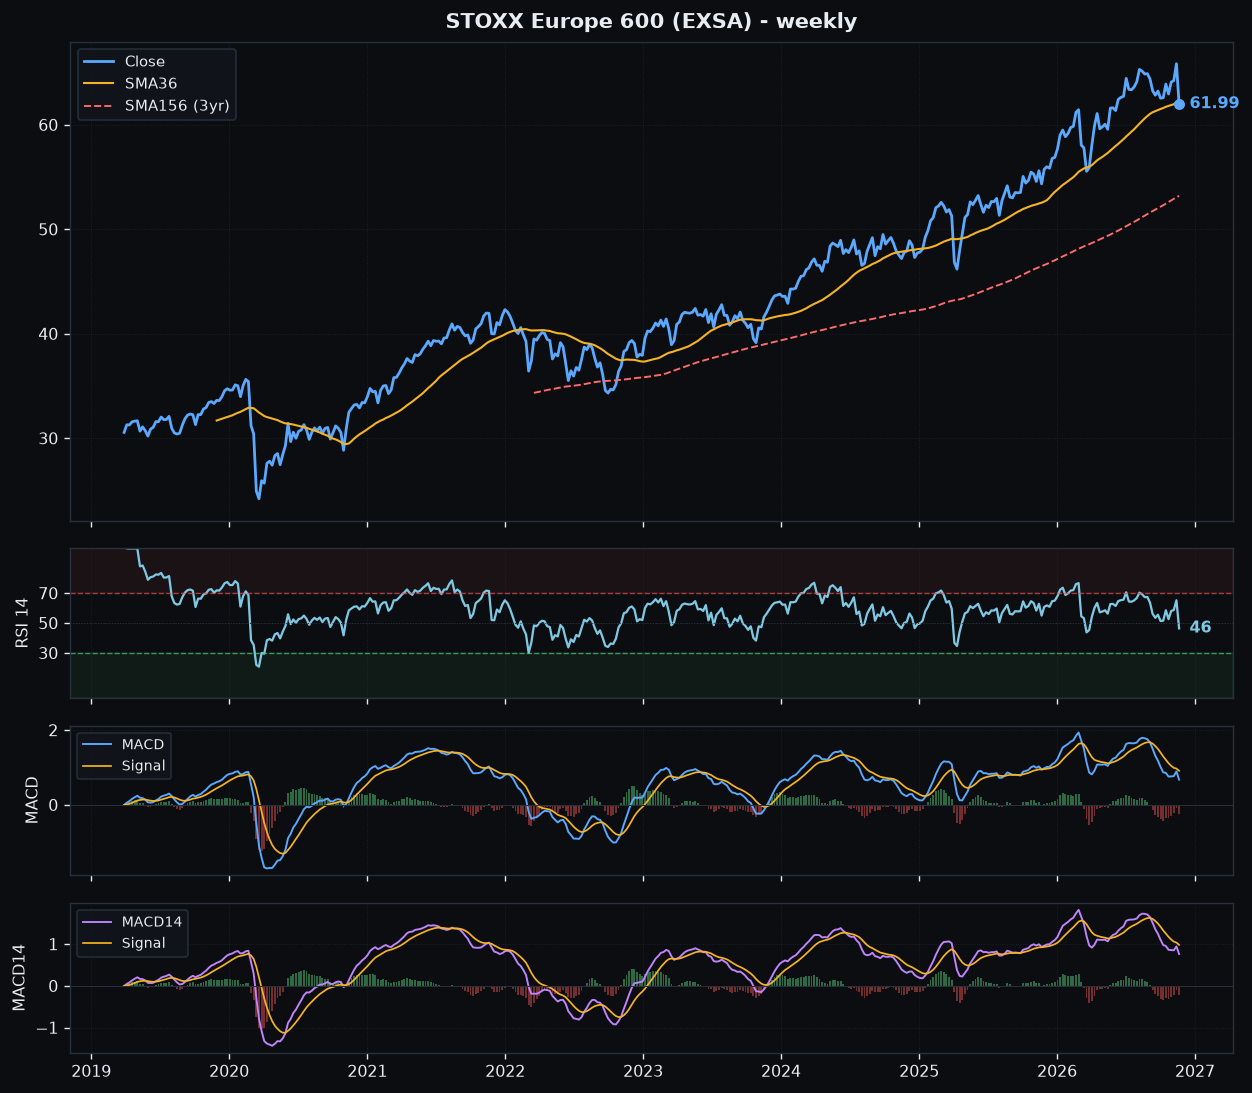 STOXX Europe 600 (EXSA) - weekly
Close
SMA36
SMA156 (3yr)
61.99
60
50
40
30
RSI 14
70
50
30
46
MACD
MACD
Signal
2
0
MACD14
MACD14
Signal
1
0
−1
2019 2020 2021 2022 2023 2024 2025 2026 2027